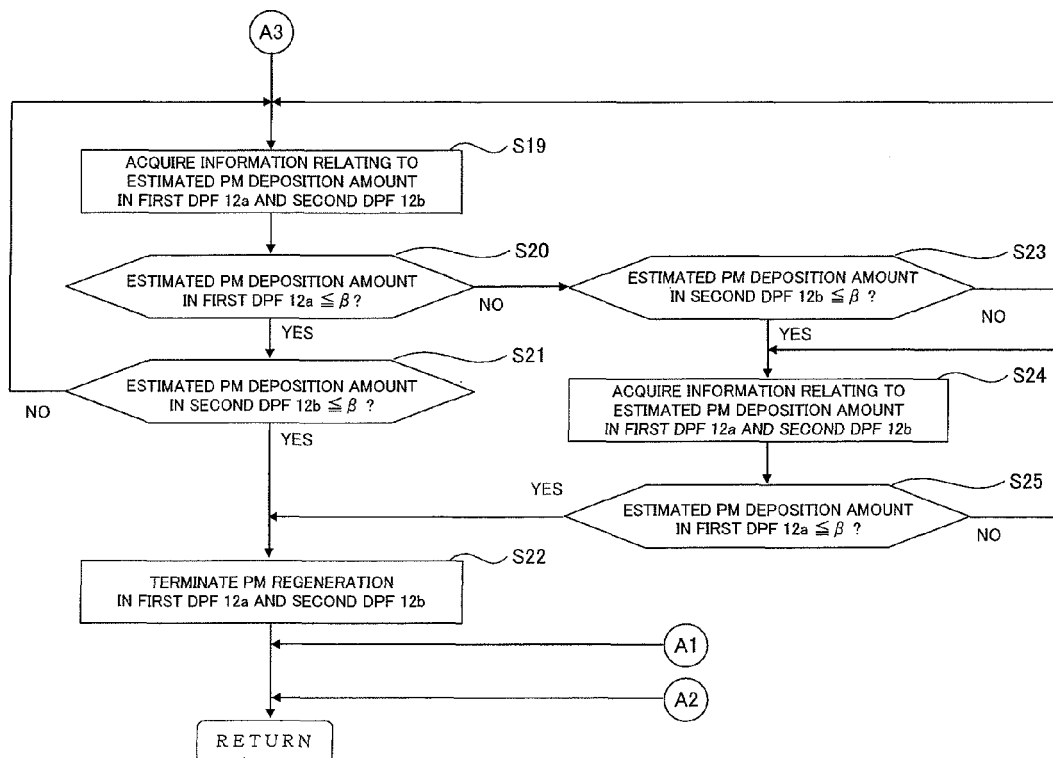 A3
S19
ACQUIRE INFORMATION RELATING TO
ESTIMATED PM DEPOSITION AMOUNT
IN FIRST DPF 12a AND SECOND DPF 12b
S20
ESTIMATED PM DEPOSITION AMOUNT
IN FIRST DPF 12a ≦ β ?
NO
YES
S23
ESTIMATED PM DEPOSITION AMOUNT
IN SECOND DPF 12b ≦ β ?
NO
YES
S21
ESTIMATED PM DEPOSITION AMOUNT
IN SECOND DPF 12b ≦ β ?
NO
YES
S24
ACQUIRE INFORMATION RELATING TO
ESTIMATED PM DEPOSITION AMOUNT
IN FIRST DPF 12a AND SECOND DPF 12b
S25
ESTIMATED PM DEPOSITION AMOUNT
IN FIRST DPF 12a ≦ β ?
YES
NO
S22
TERMINATE PM REGENERATION
IN FIRST DPF 12a AND SECOND DPF 12b
A1
A2
RETURN